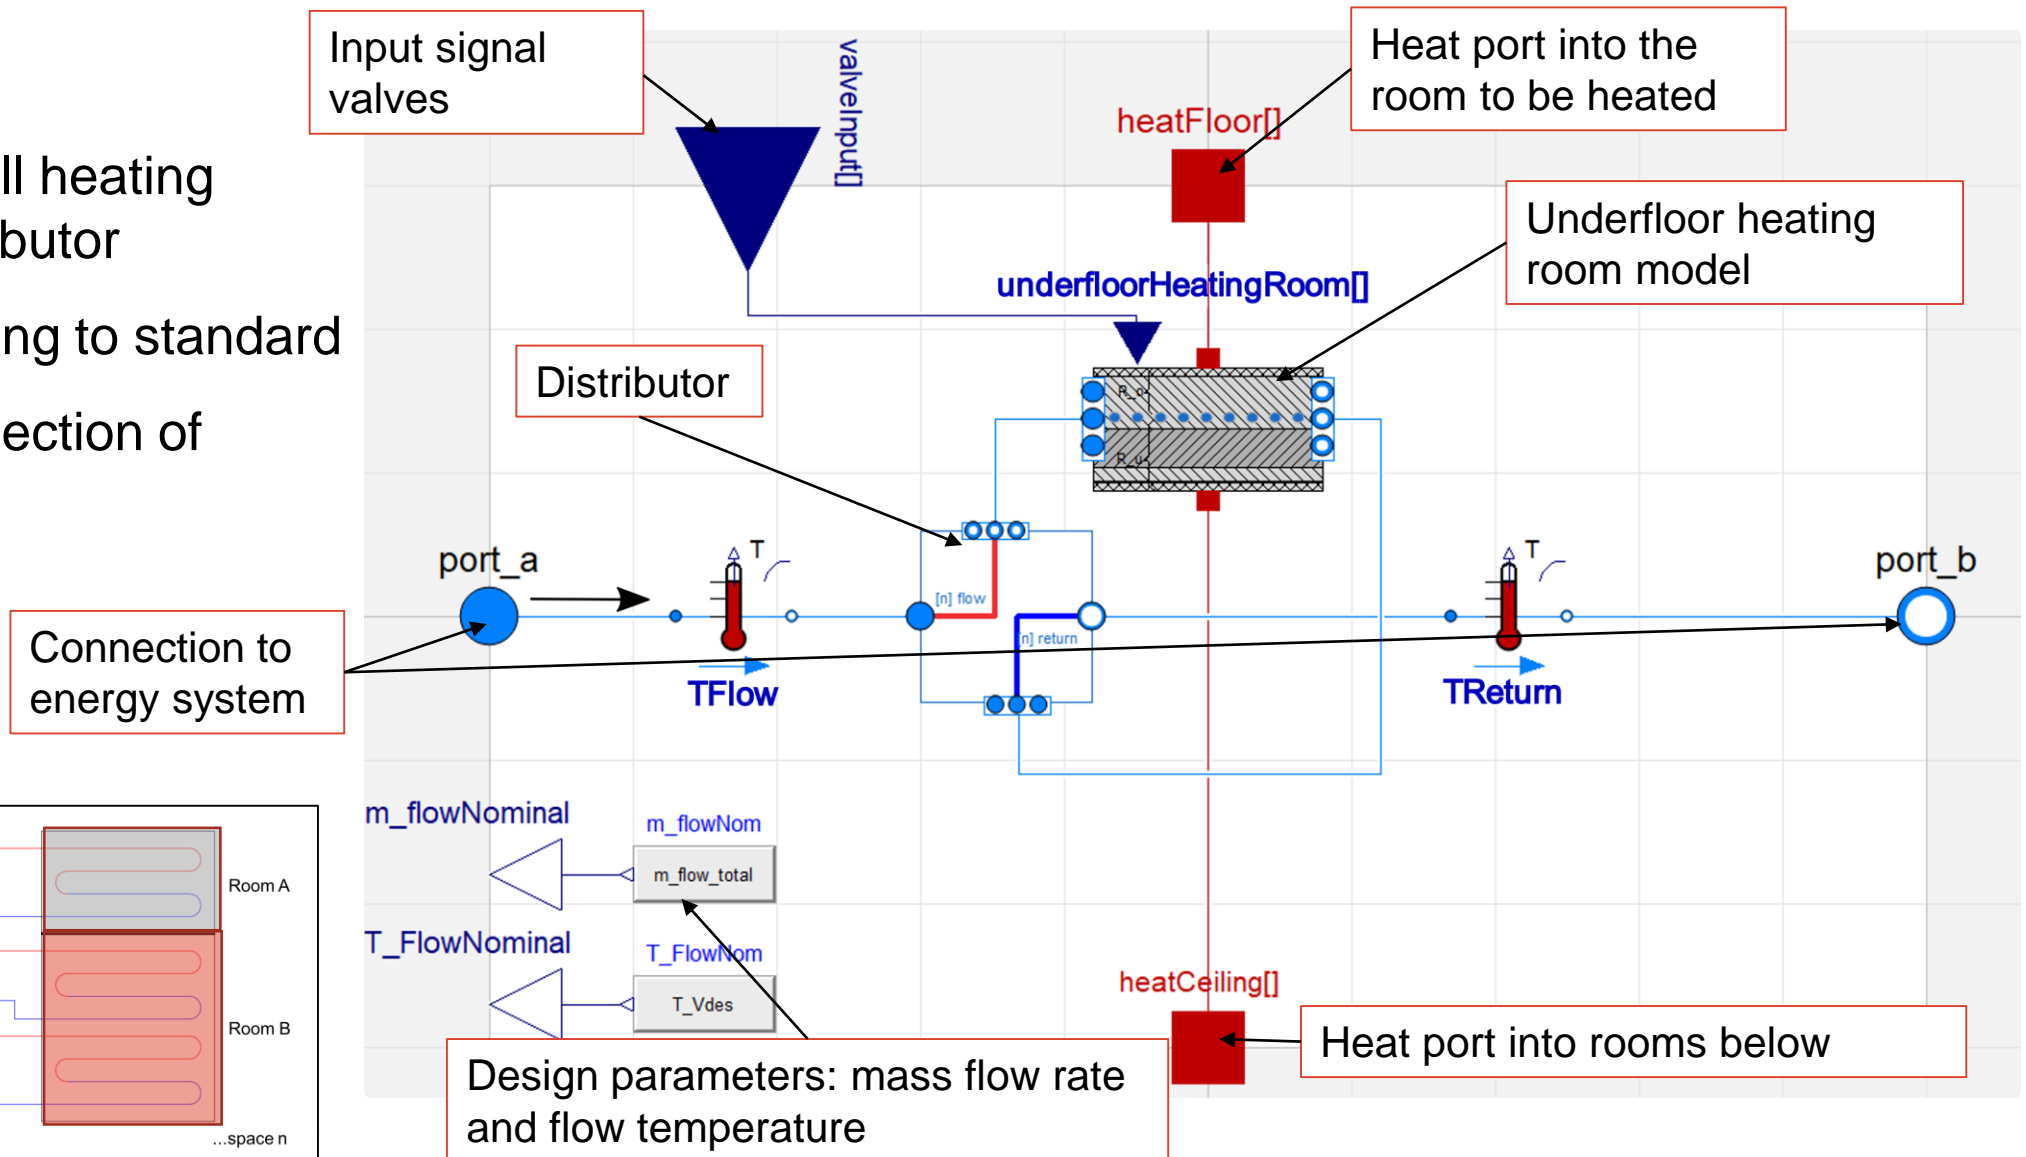 Input signal
valves
valveInput[]
Heat port into the
room to be heated
heatFloor[]
ll heating
butor
Underfloor heating
room model
underfloorHeatingRoom[]
ng to standard
Distributor
R_o
ection of
R_u
port_a
T
T
port_b
[n] flow
[n] return
Connection to
energy system
TFlow
TReturn
m_flowNominal
m_flowNom
m_flow_total
Room A
T_FlowNominal
T_FlowNom
T_Vdes
heatCeiling[]
Room B
Heat port into rooms below
Design parameters: mass flow rate
and flow temperature
...space n